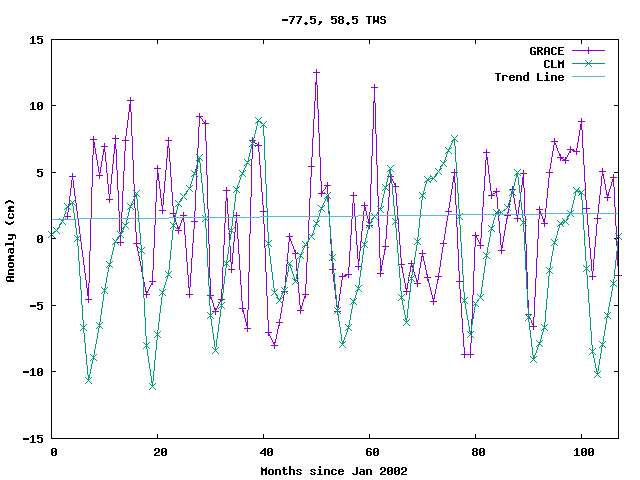 -77.5, 58.5 TWS
GRACE
CLM
Trend Line
15
10
5
0
-5
-10
-15
Anomaly (cm)
0 20 40 60 80 100
Months since Jan 2002